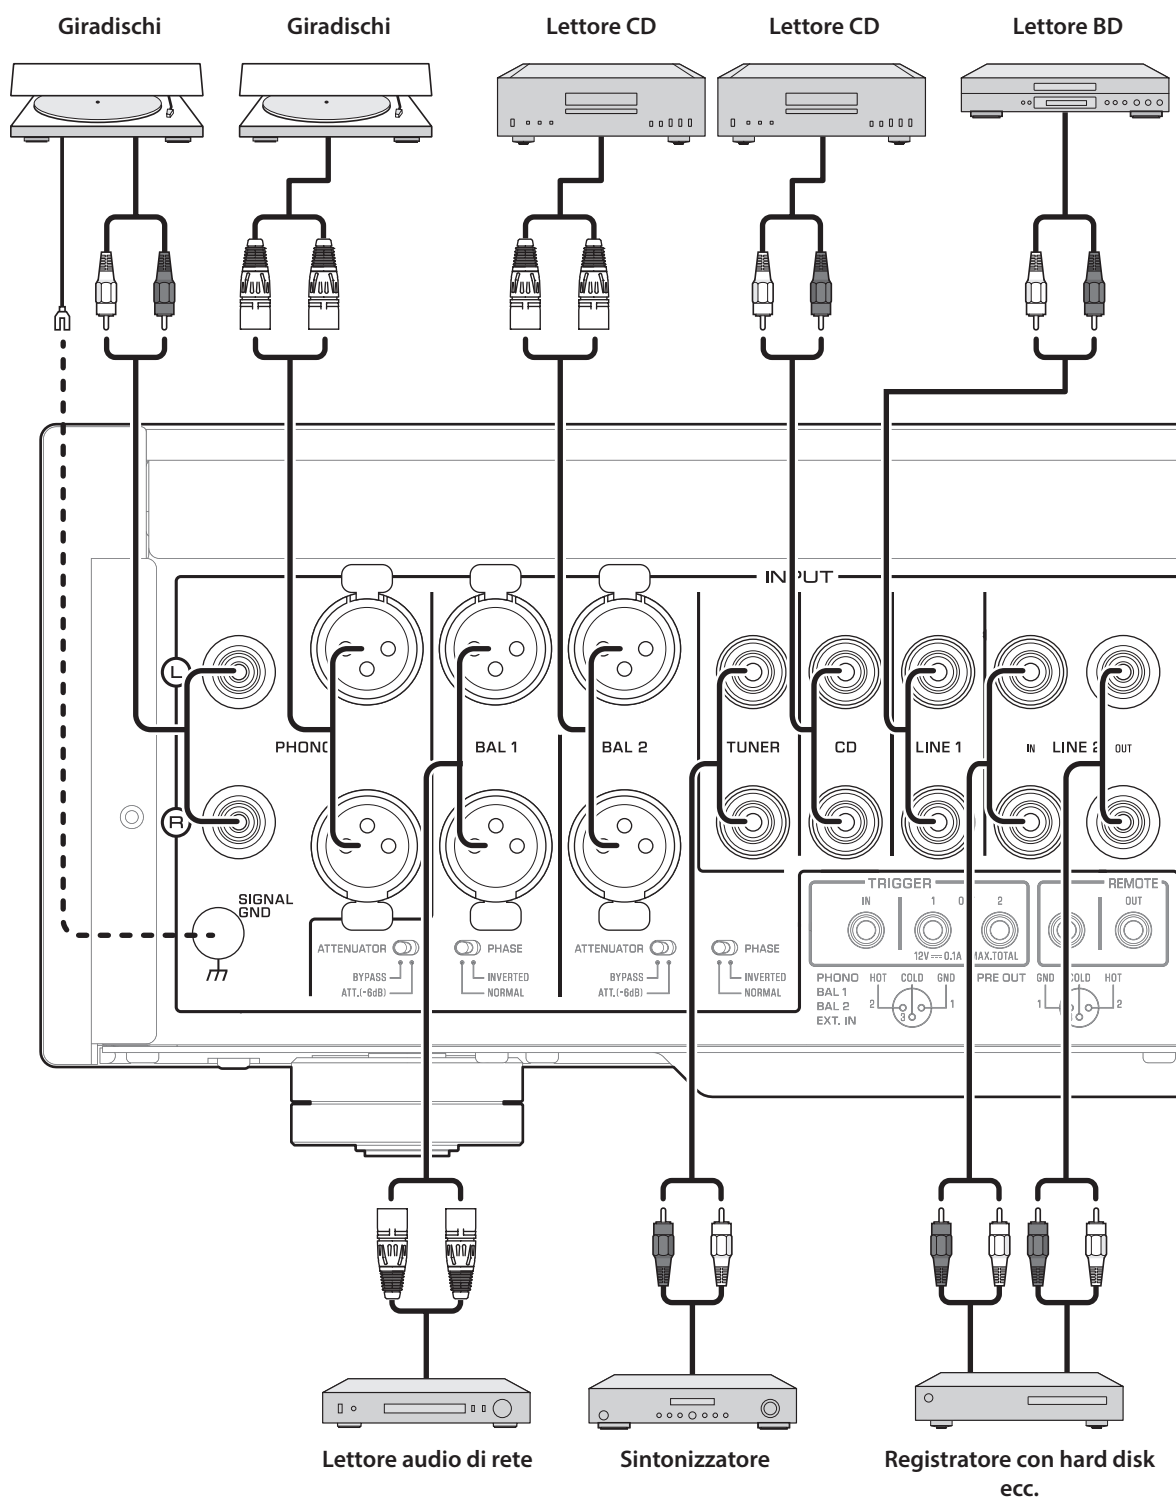 Giradischi
Giradischi
Lettore CD
Lettore CD
Lettore BD
INPUT
L
PHONO
BAL 1
BAL 2
TUNER
CD
LINE 1
IN
LINE 2
OUT
R
SIGNAL
GND
ATTENUATOR
BYPASS
ATT.(-6dB)
PHASE
INVERTED
NORMAL
ATTENUATOR
BYPASS
ATT.(-6dB)
PHASE
INVERTED
NORMAL
TRIGGER
IN
1
O
2
12V 0.1A MAX.TOTAL
REMOTE
OUT
PHONO
BAL 1
BAL 2
EXT. IN
HOT
COLD
GND
2
3
1
PRE OUT
GND
COLD
HOT
1
2
Lettore audio di rete
Sintonizzatore
Registratore con hard disk
ecc.